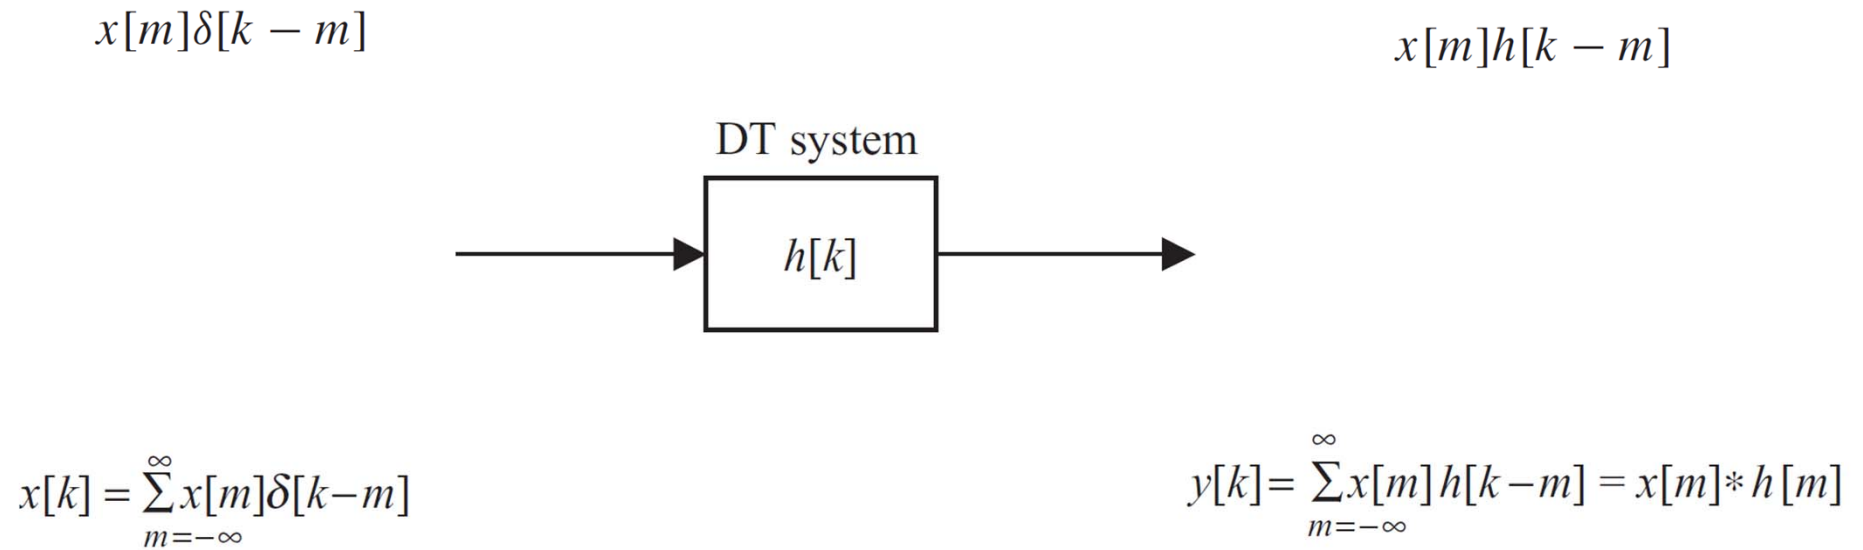 x[m]δ[k − m]
x[m]h[k − m]
DT system
h[k]
x[k] = ∑_{m=−∞}^{∞} x[m]δ[k−m]
y[k]= ∑_{m=−∞}^{∞} x[m] h[k−m] = x[m]*h[m]